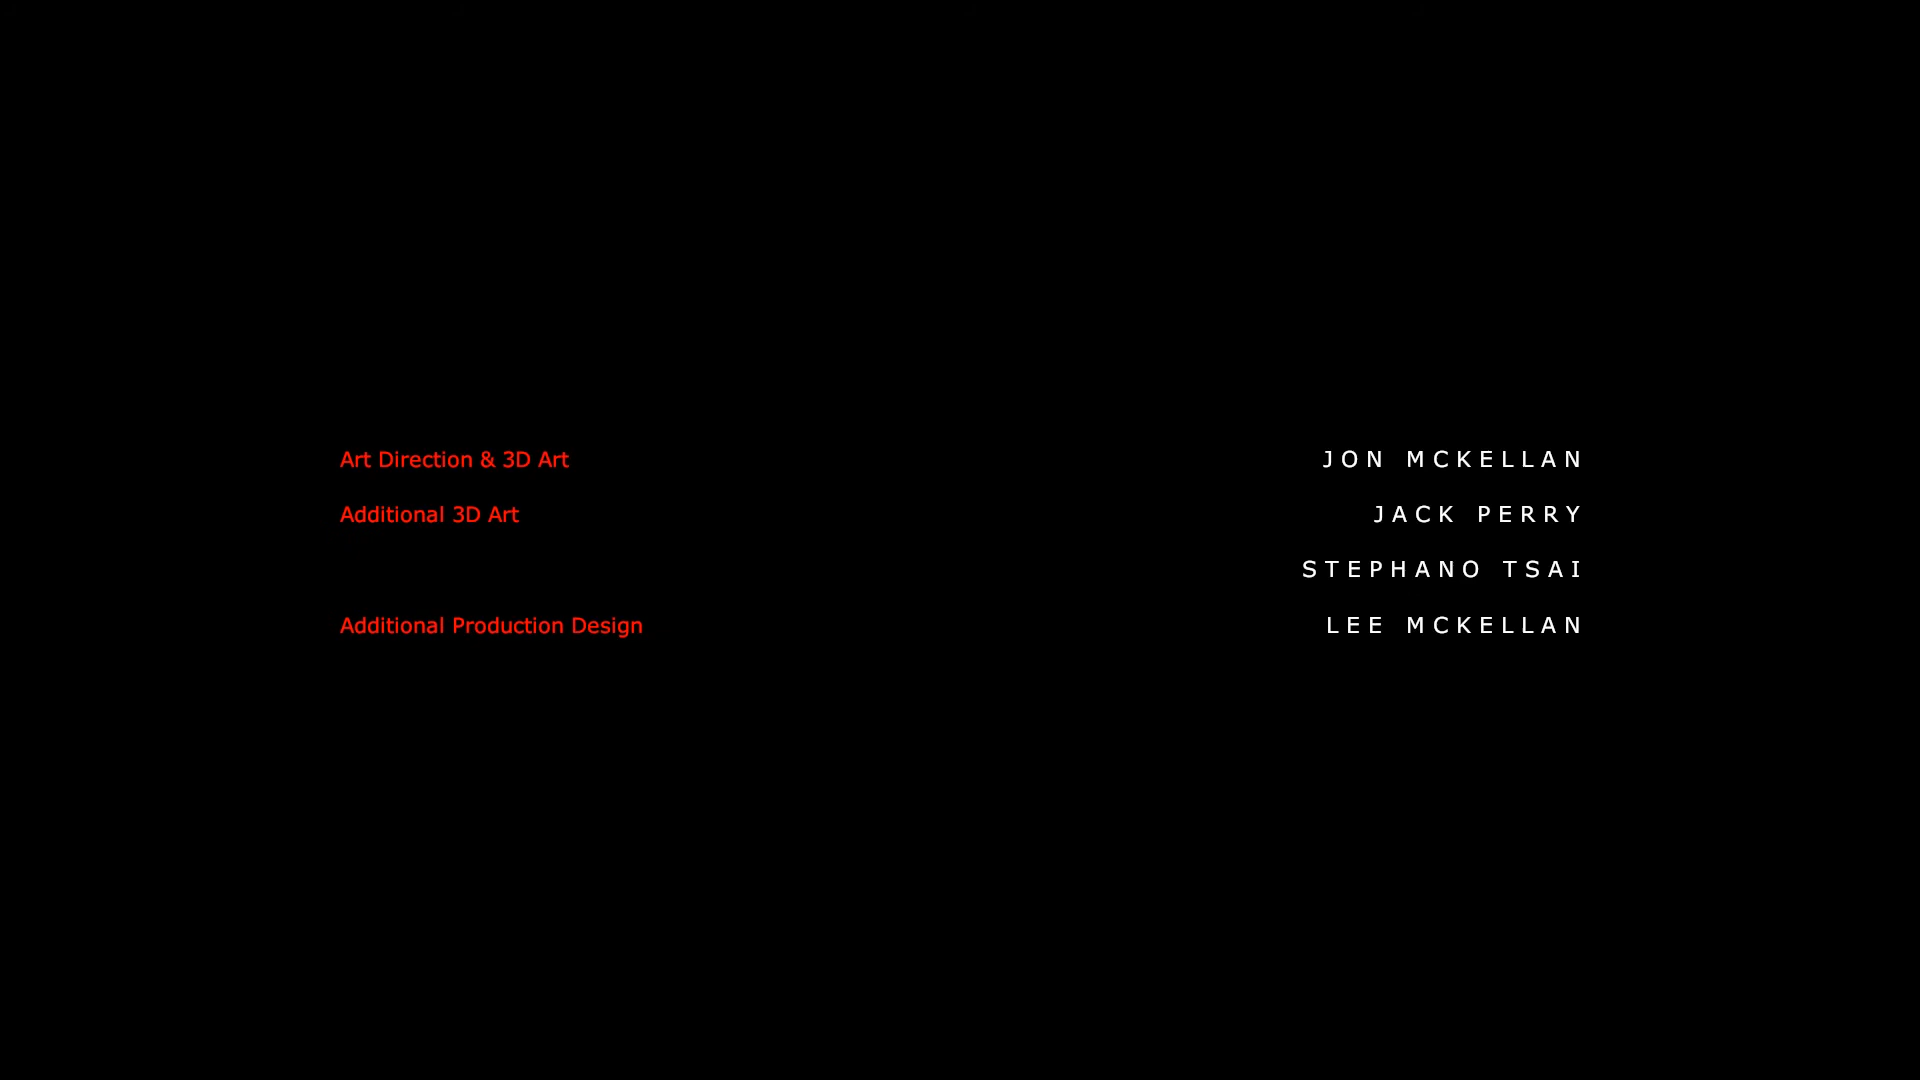 Art Direction & 3D Art JON MCKELLAN
Additional 3D Art JACK PERRY
STEPHANO TSAI
Additional Production Design LEE MCKELLAN